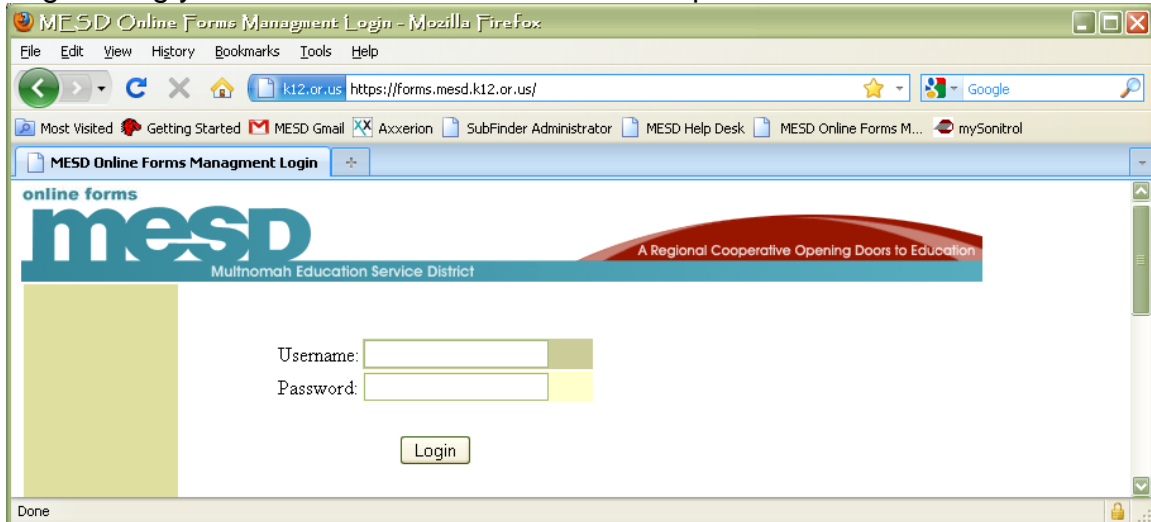 MESD Online Forms Managment Login - Mozilla Firefox
File Edit View History Bookmarks Tools Help
k12.or.us https://forms.mesd.k12.or.us/ Google
Most Visited Getting Started MESD Gmail Axxerion SubFinder Administrator MESD Help Desk MESD Online Forms M... mySonitrol
MESD Online Forms Managment Login
online forms
mesd
A Regional Cooperative Opening Doors to Education
Multnomah Education Service District
Username:
Password:
Login
Done